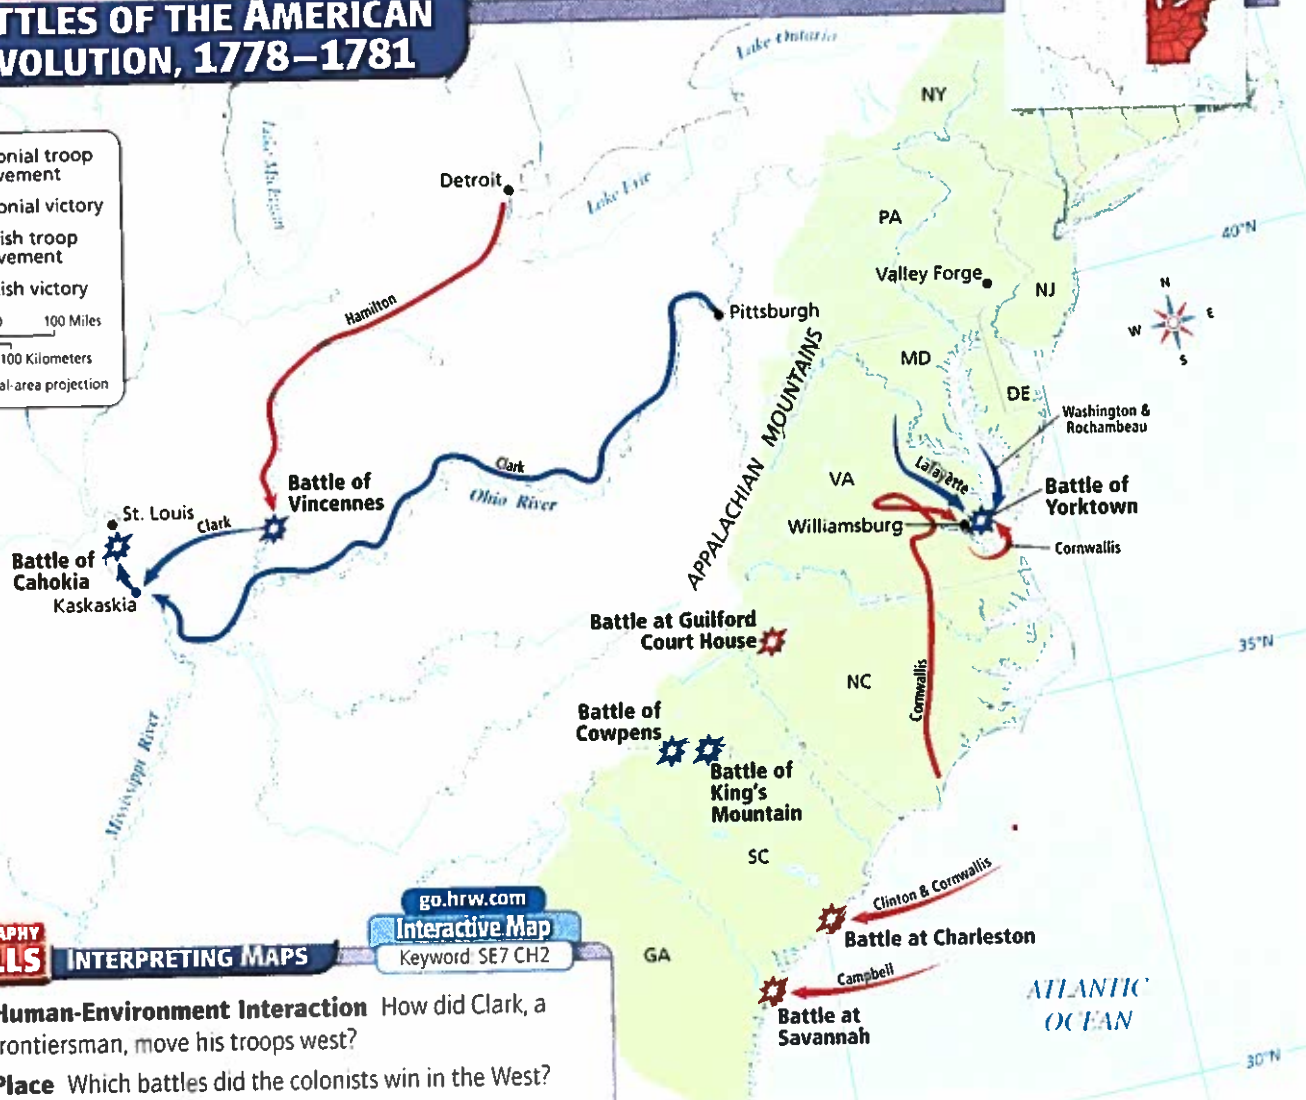 TTLES OF THE AMERICAN
VOLUTION, 1778–1781
onial troop
vement
onial victory
ish troop
vement
ish victory
100 Miles
100 Kilometers
al-area projection
Lake Michigan
Lake Ontario
Lake Erie
Detroit
Hamilton
Pittsburgh
Clark
Ohio River
Battle of
Vincennes
St. Louis
Clark
Battle of
Cahokia
Kaskaskia
Mississippi River
APPALACHIAN MOUNTAINS
NY
PA
Valley Forge
NJ
MD
DE
Washington &
Rochambeau
Lafayette
VA
Williamsburg
Battle of
Yorktown
Cornwallis
Battle at Guilford
Court House
NC
Cornwallis
Battle of
Cowpens
Battle of
King's
Mountain
SC
Clinton & Cornwallis
Battle at Charleston
GA
Campbell
Battle at
Savannah
ATLANTIC
OCEAN
40°N
35°N
30°N
N
E
S
W
go.hrw.com
Interactive Map
Keyword SE7 CH2
APHY
LLS
INTERPRETING MAPS
Human-Environment Interaction How did Clark, a
rontiersman, move his troops west?
Place Which battles did the colonists win in the West?